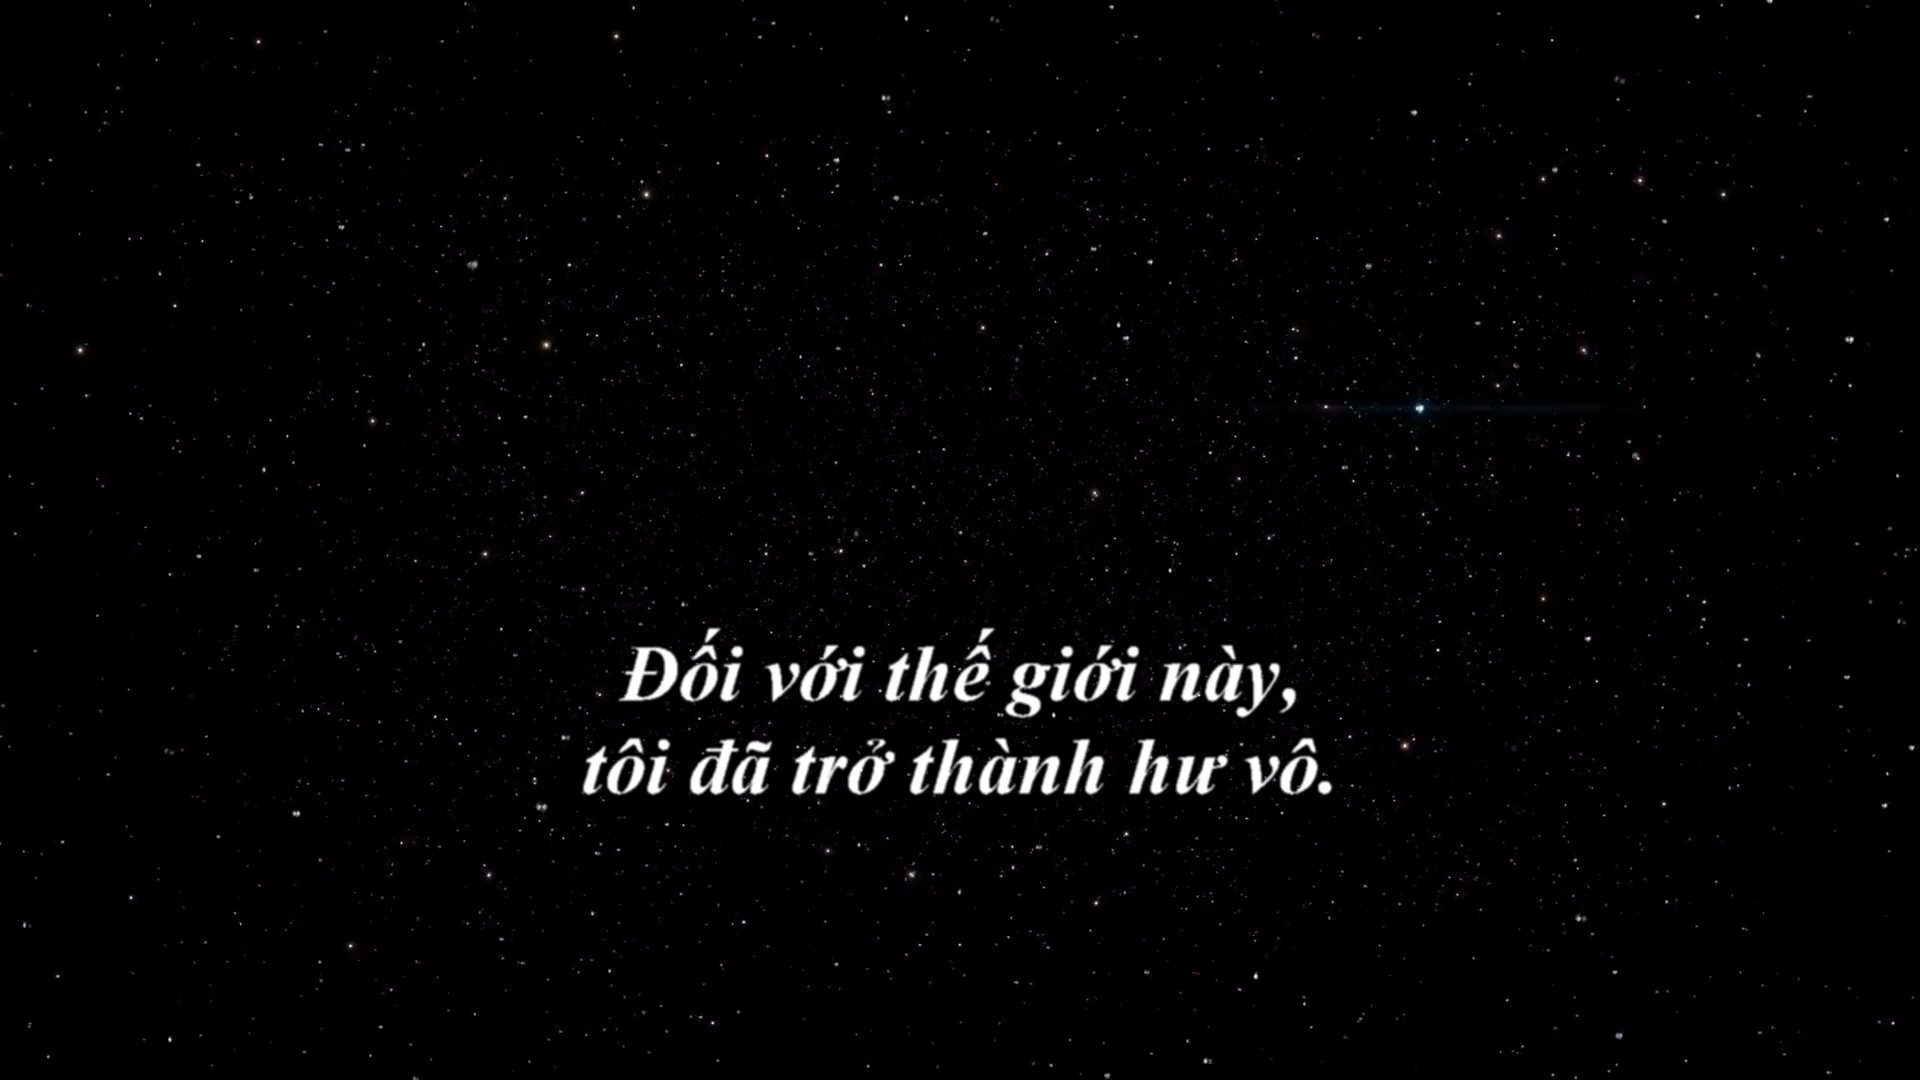 Đối với thế giới này,
tôi đã trở thành hư vô.